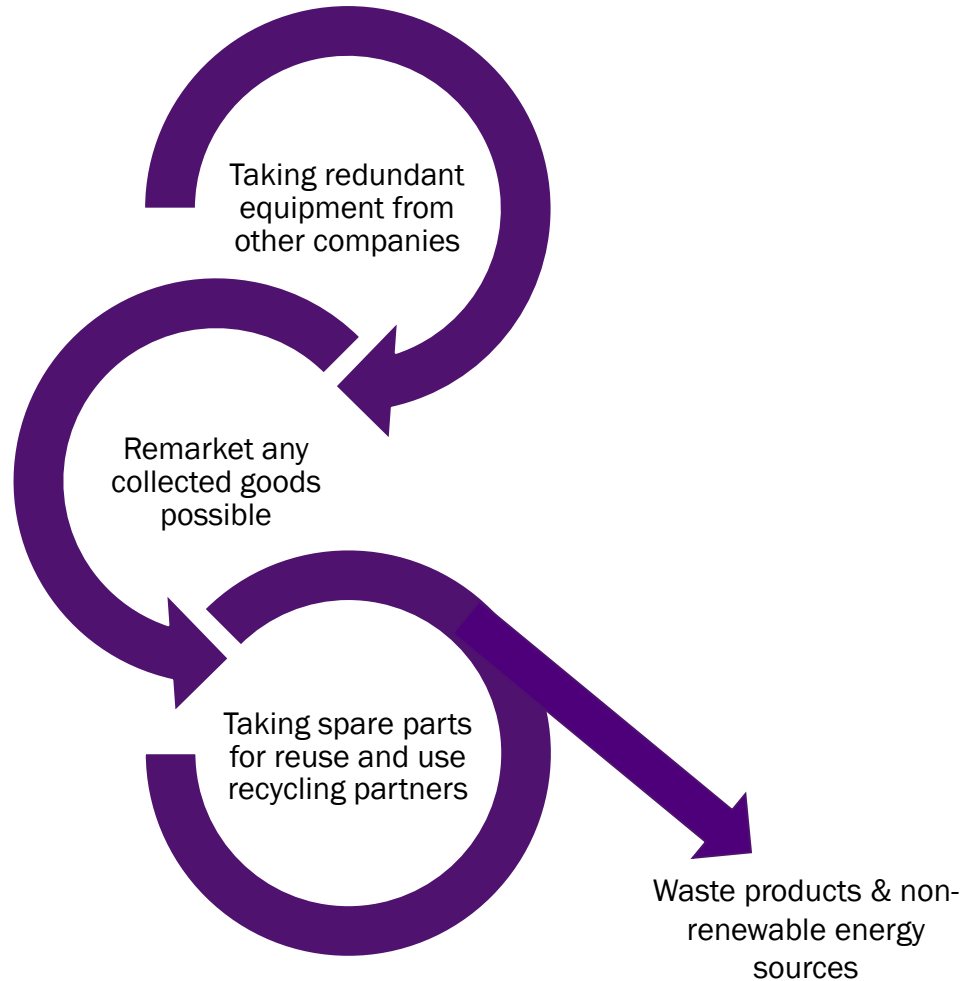 Taking redundant
equipment from
other companies
Remarket any
collected goods
possible
Taking spare parts
for reuse and use
recycling partners
Waste products & non-
renewable energy
sources